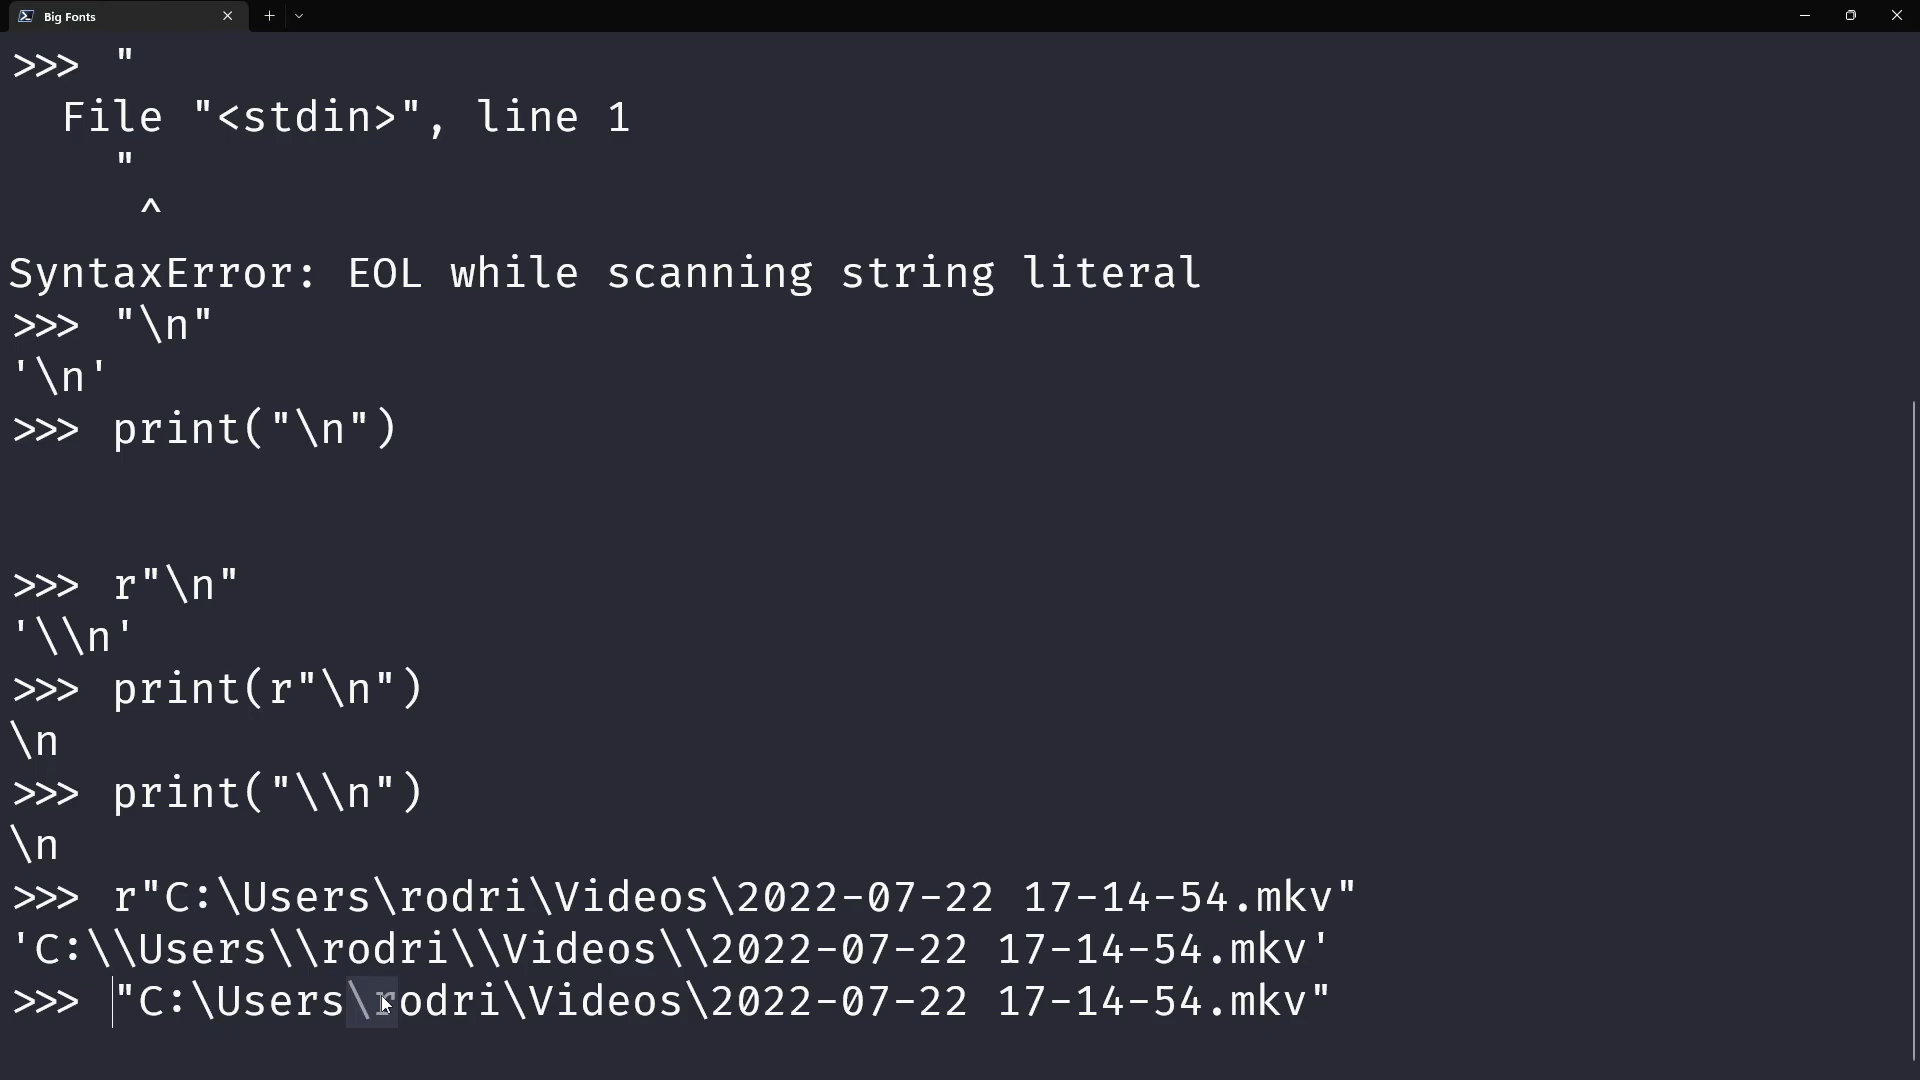 Big Fonts
>>> "
File "<stdin>", line 1
"
^
SyntaxError: EOL while scanning string literal
>>> "\n"
'\n'
>>> print("\n")
>>> r"\n"
'\\n'
>>> print(r"\n")
\n
>>> print("\\n")
\n
>>> r"C:\Users\rodri\Videos\2022-07-22 17-14-54.mkv"
'C:\\Users\\rodri\\Videos\\2022-07-22 17-14-54.mkv'
>>> "C:\Users\rodri\Videos\2022-07-22 17-14-54.mkv"